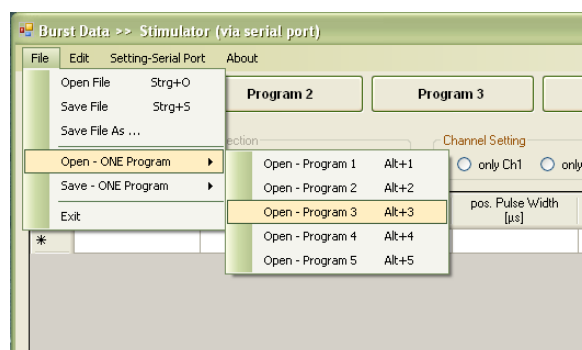 Burst Data >> Stimulator (via serial port)
File Edit Setting-Serial Port About
Open File Strg+O
Save File Strg+S
Save File As ...
Open - ONE Program
Save - ONE Program
Exit
Program 2 Program 3
ection
Channel Setting
only Ch1 only
Open - Program 1 Alt+1
Open - Program 2 Alt+2
Open - Program 3 Alt+3
Open - Program 4 Alt+4
Open - Program 5 Alt+5
pos. Pulse Width
[µs]